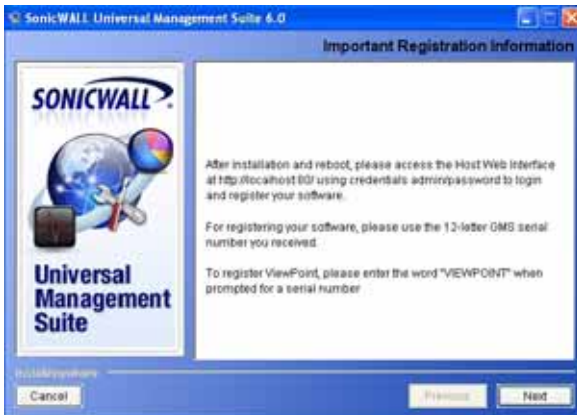 SonicWALL Universal Management Suite 6.0
Important Registration Information
SONICWALL
After installation and reboot, please access the Host Web Interface
at http://localhost:80/ using credentials admin/password to login
and register your software.
For registering your software, please use the 12-letter GMS serial
number you received.
To register ViewPoint, please enter the word "VIEWPOINT" when
prompted for a serial number
Universal
Management
Suite
InstallAnywhere
Cancel
Previous
Next